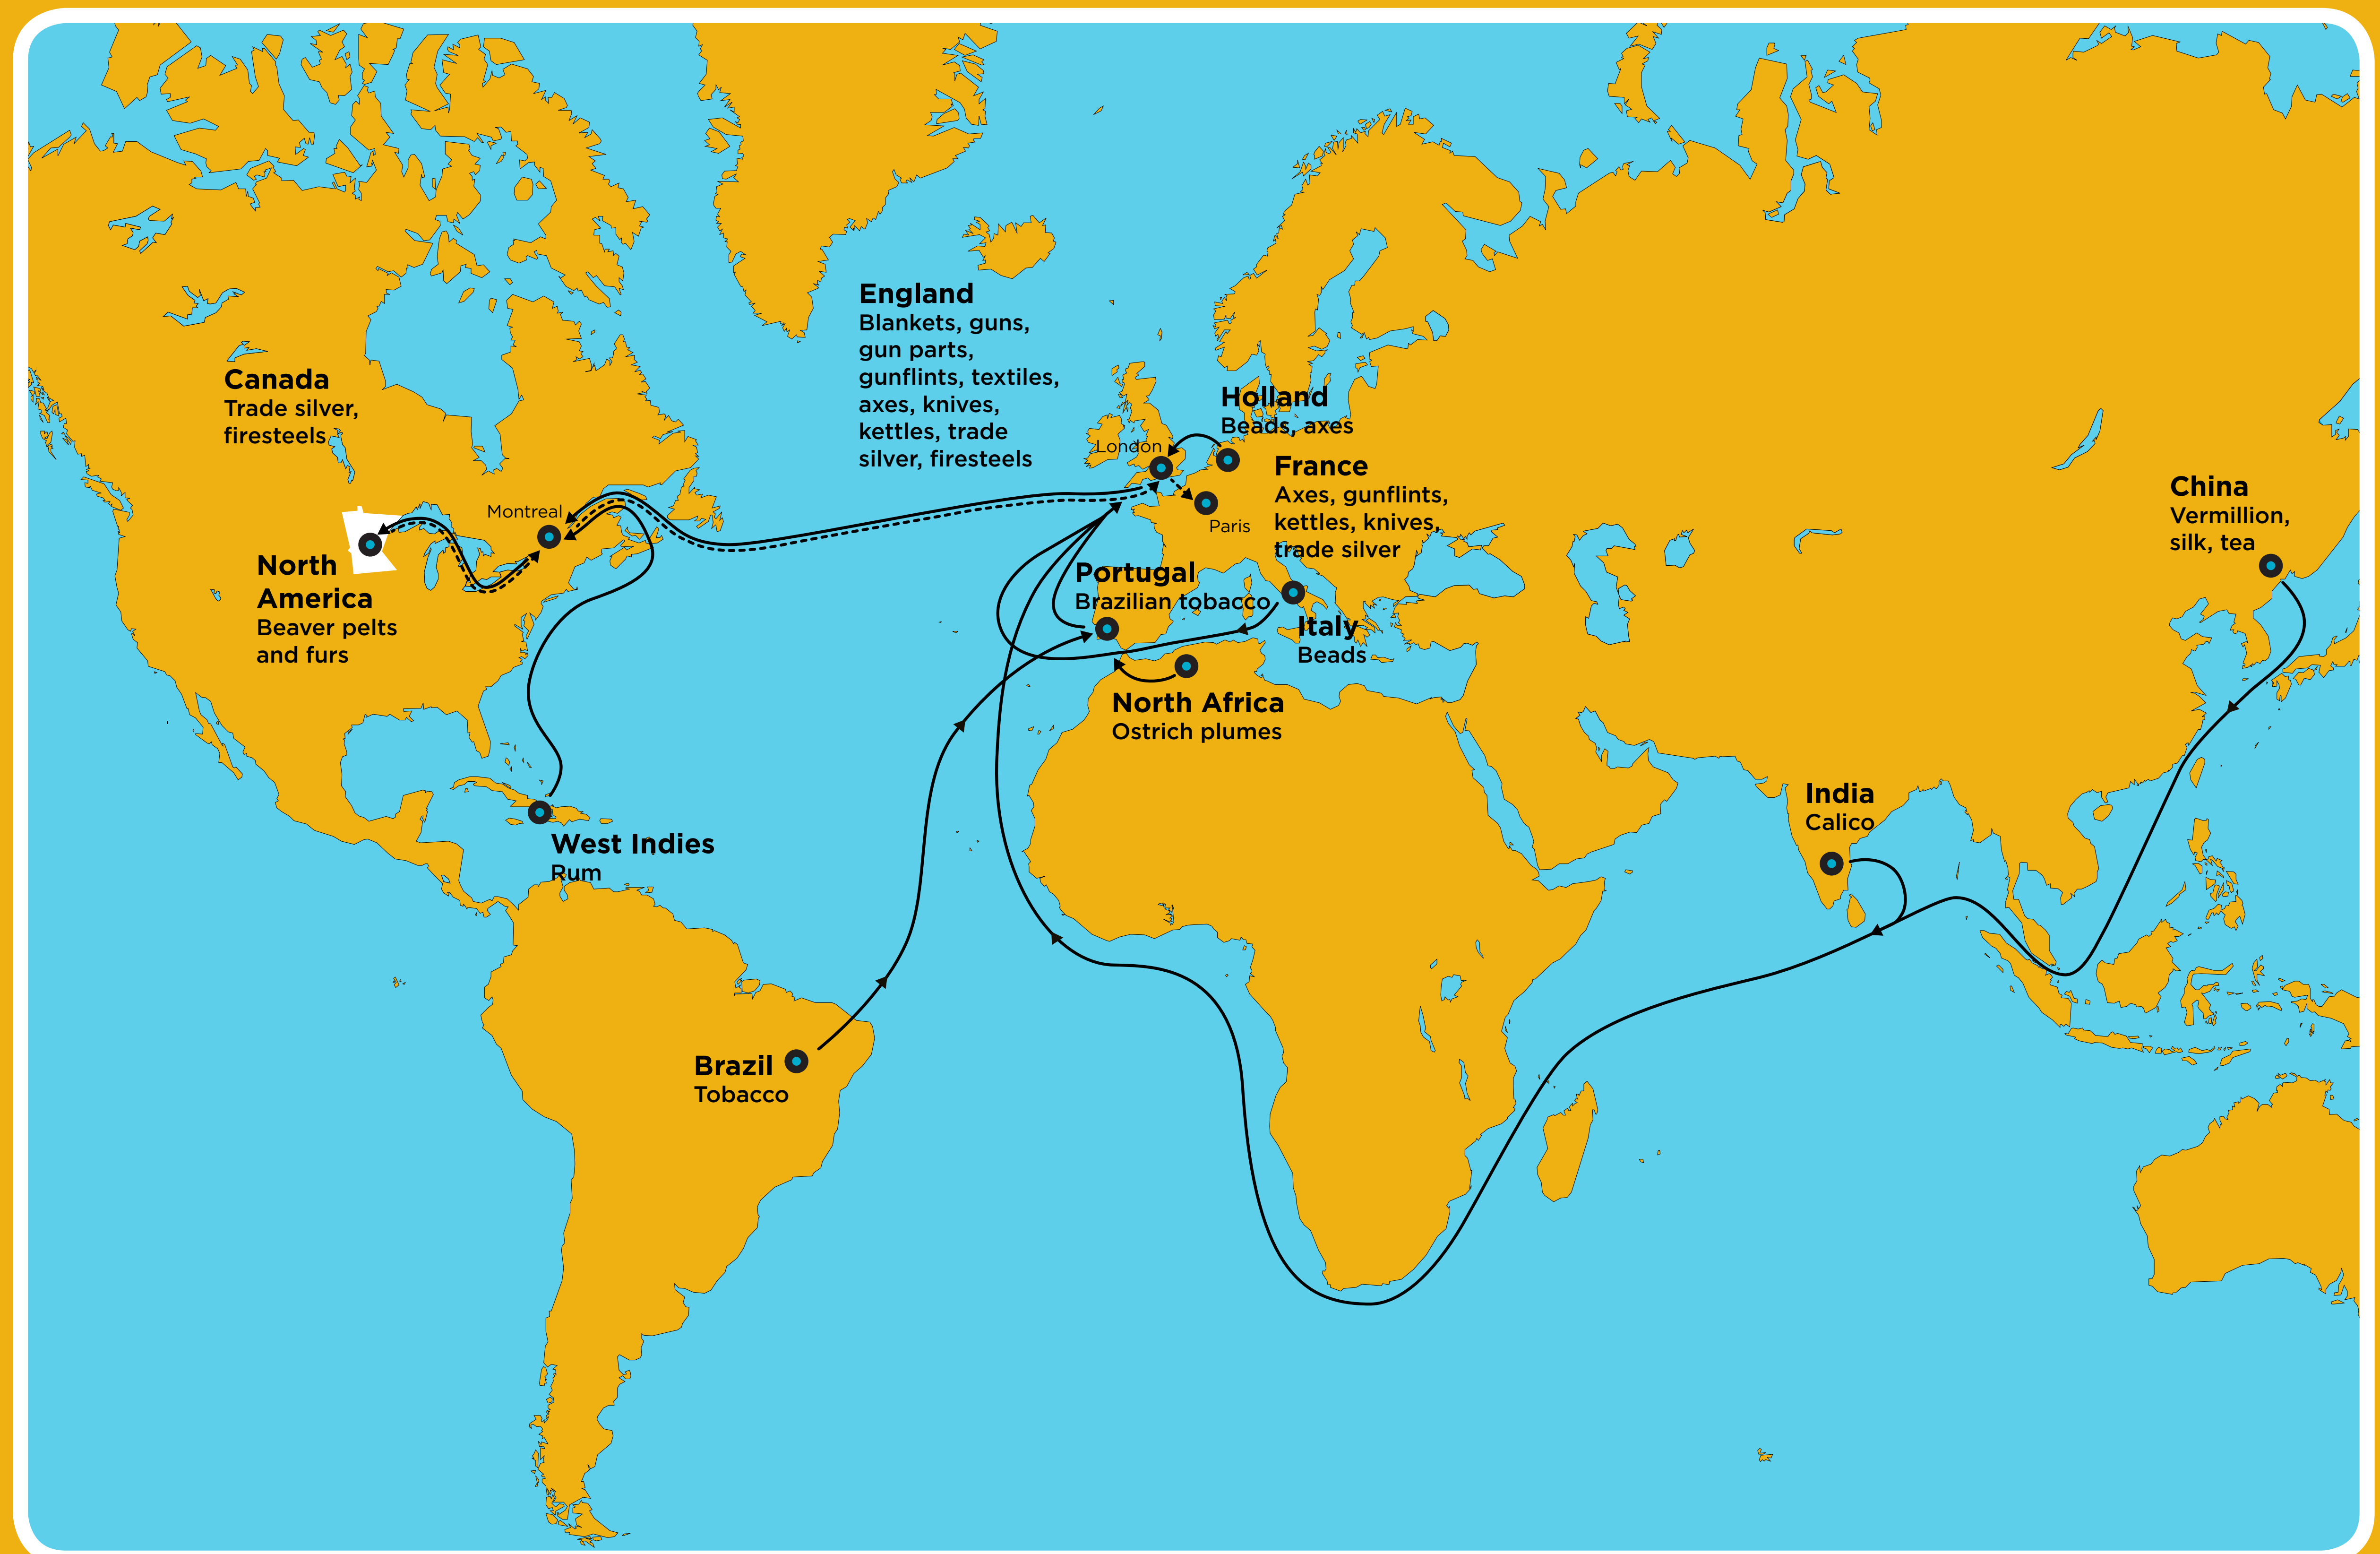 England
Blankets, guns,
gun parts,
gunflints, textiles,
axes, knives,
kettles, trade
silver, firesteels
Canada
Trade silver,
firesteels
Holland
Beads, axes
London
France
Axes, gunflints,
kettles, knives,
trade silver
Paris
China
Vermillion,
silk, tea
Montreal
North
America
Beaver pelts
and furs
Portugal
Brazilian tobacco
Italy
Beads
North Africa
Ostrich plumes
India
Calico
West Indies
Rum
Brazil
Tobacco